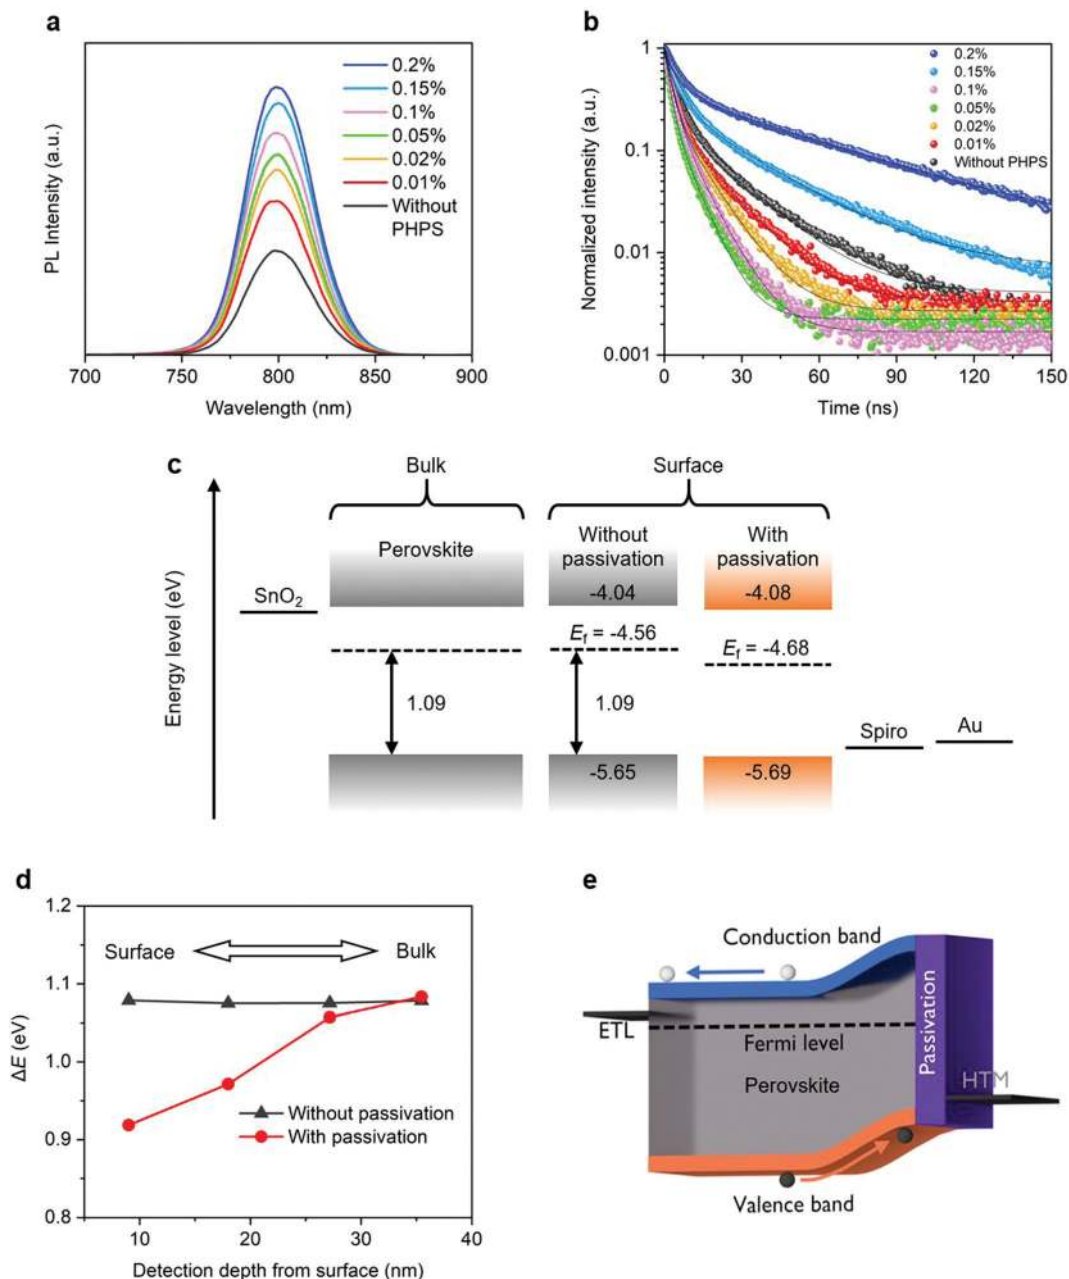 a
0.2%
0.15%
0.1%
0.05%
0.02%
0.01%
Without
PHPS
PL Intensity (a.u.)
700
750
800
850
900
Wavelength (nm)
b
1
0.1
0.01
0.001
Normalized intensity (a.u.)
0.2%
0.15%
0.1%
0.05%
0.02%
0.01%
Without PHPS
0
30
60
90
120
150
Time (ns)
c
Bulk
Surface
Energy level (eV)
SnO₂
Perovskite
Without
passivation
-4.04
With
passivation
-4.08
E_f = -4.56
E_f = -4.68
1.09
1.09
-5.65
-5.69
Spiro
Au
d
1.2
1.1
1.0
0.9
0.8
ΔE (eV)
Surface
Bulk
Without passivation
With passivation
10
20
30
40
Detection depth from surface (nm)
e
Conduction band
ETL
Fermi level
Perovskite
Passivation
HTM
Valence band